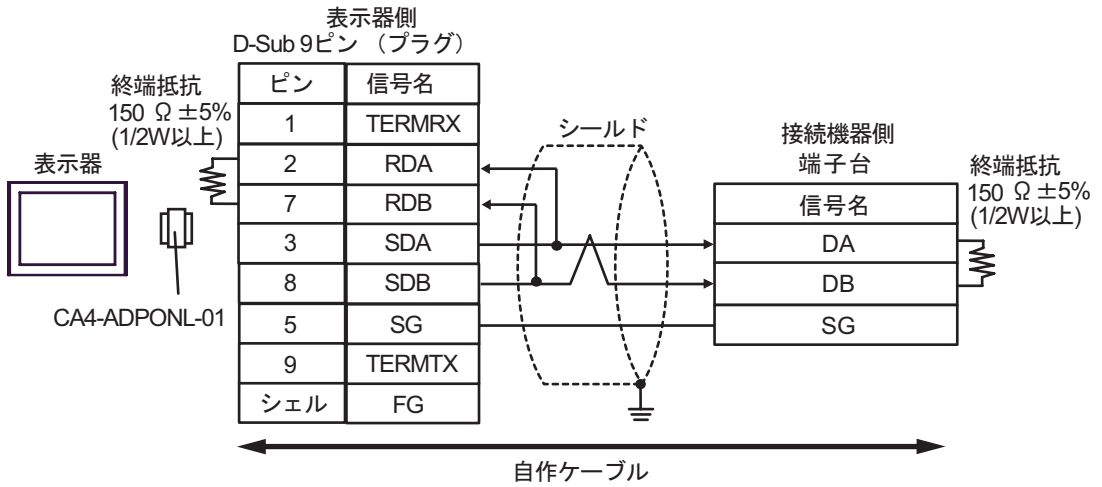 表示器側
D-Sub 9ピン （プラグ）
終端抵抗
150 Ω ±5%
(1/2W以上)
表示器
CA4-ADPONL-01
ピン 信号名
1 TERMRX
2 RDA
7 RDB
3 SDA
8 SDB
5 SG
9 TERMTX
シェル FG
シールド
接続機器側
端子台
信号名
DA
DB
SG
終端抵抗
150 Ω ±5%
(1/2W以上)
自作ケーブル